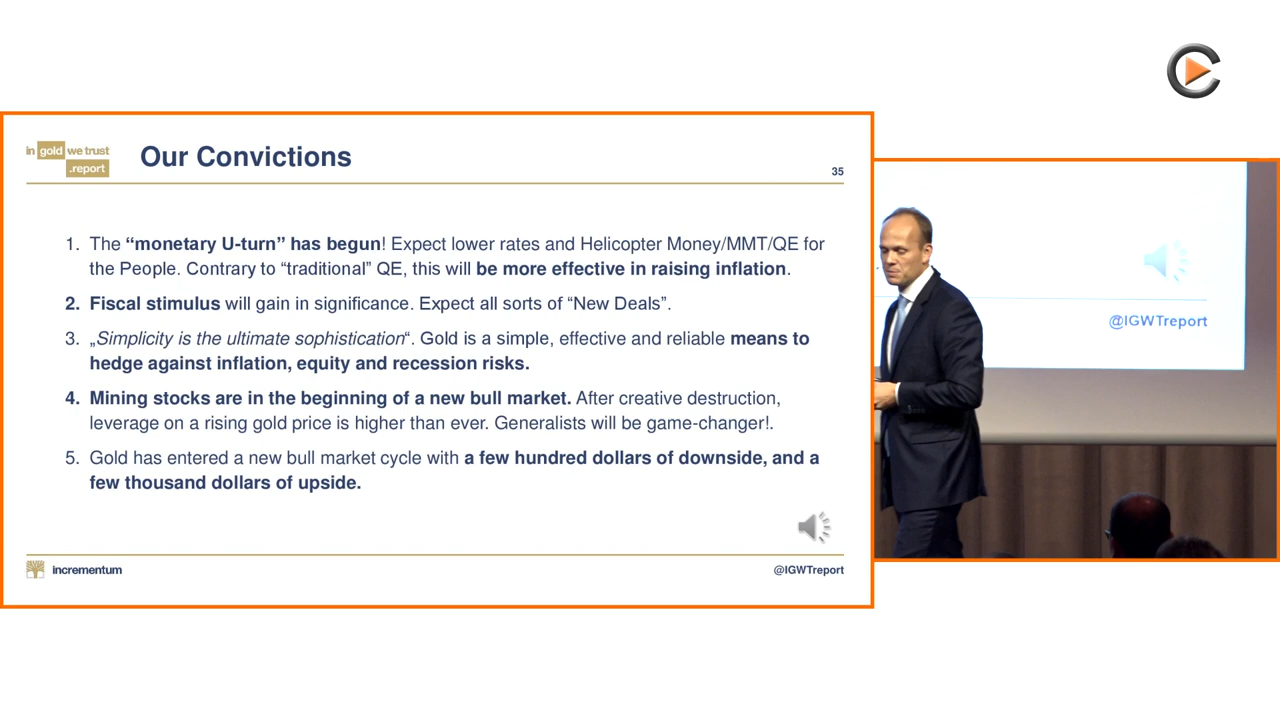 in gold we trust
.report
Our Convictions
35
1. The “monetary U-turn” has begun! Expect lower rates and Helicopter Money/MMT/QE for
the People. Contrary to “traditional” QE, this will be more effective in raising inflation.
2. Fiscal stimulus will gain in significance. Expect all sorts of “New Deals”.
3. „Simplicity is the ultimate sophistication“. Gold is a simple, effective and reliable means to
hedge against inflation, equity and recession risks.
4. Mining stocks are in the beginning of a new bull market. After creative destruction,
leverage on a rising gold price is higher than ever. Generalists will be game-changer!.
5. Gold has entered a new bull market cycle with a few hundred dollars of downside, and a
few thousand dollars of upside.
incrementum
@IGWTreport
@IGWTreport